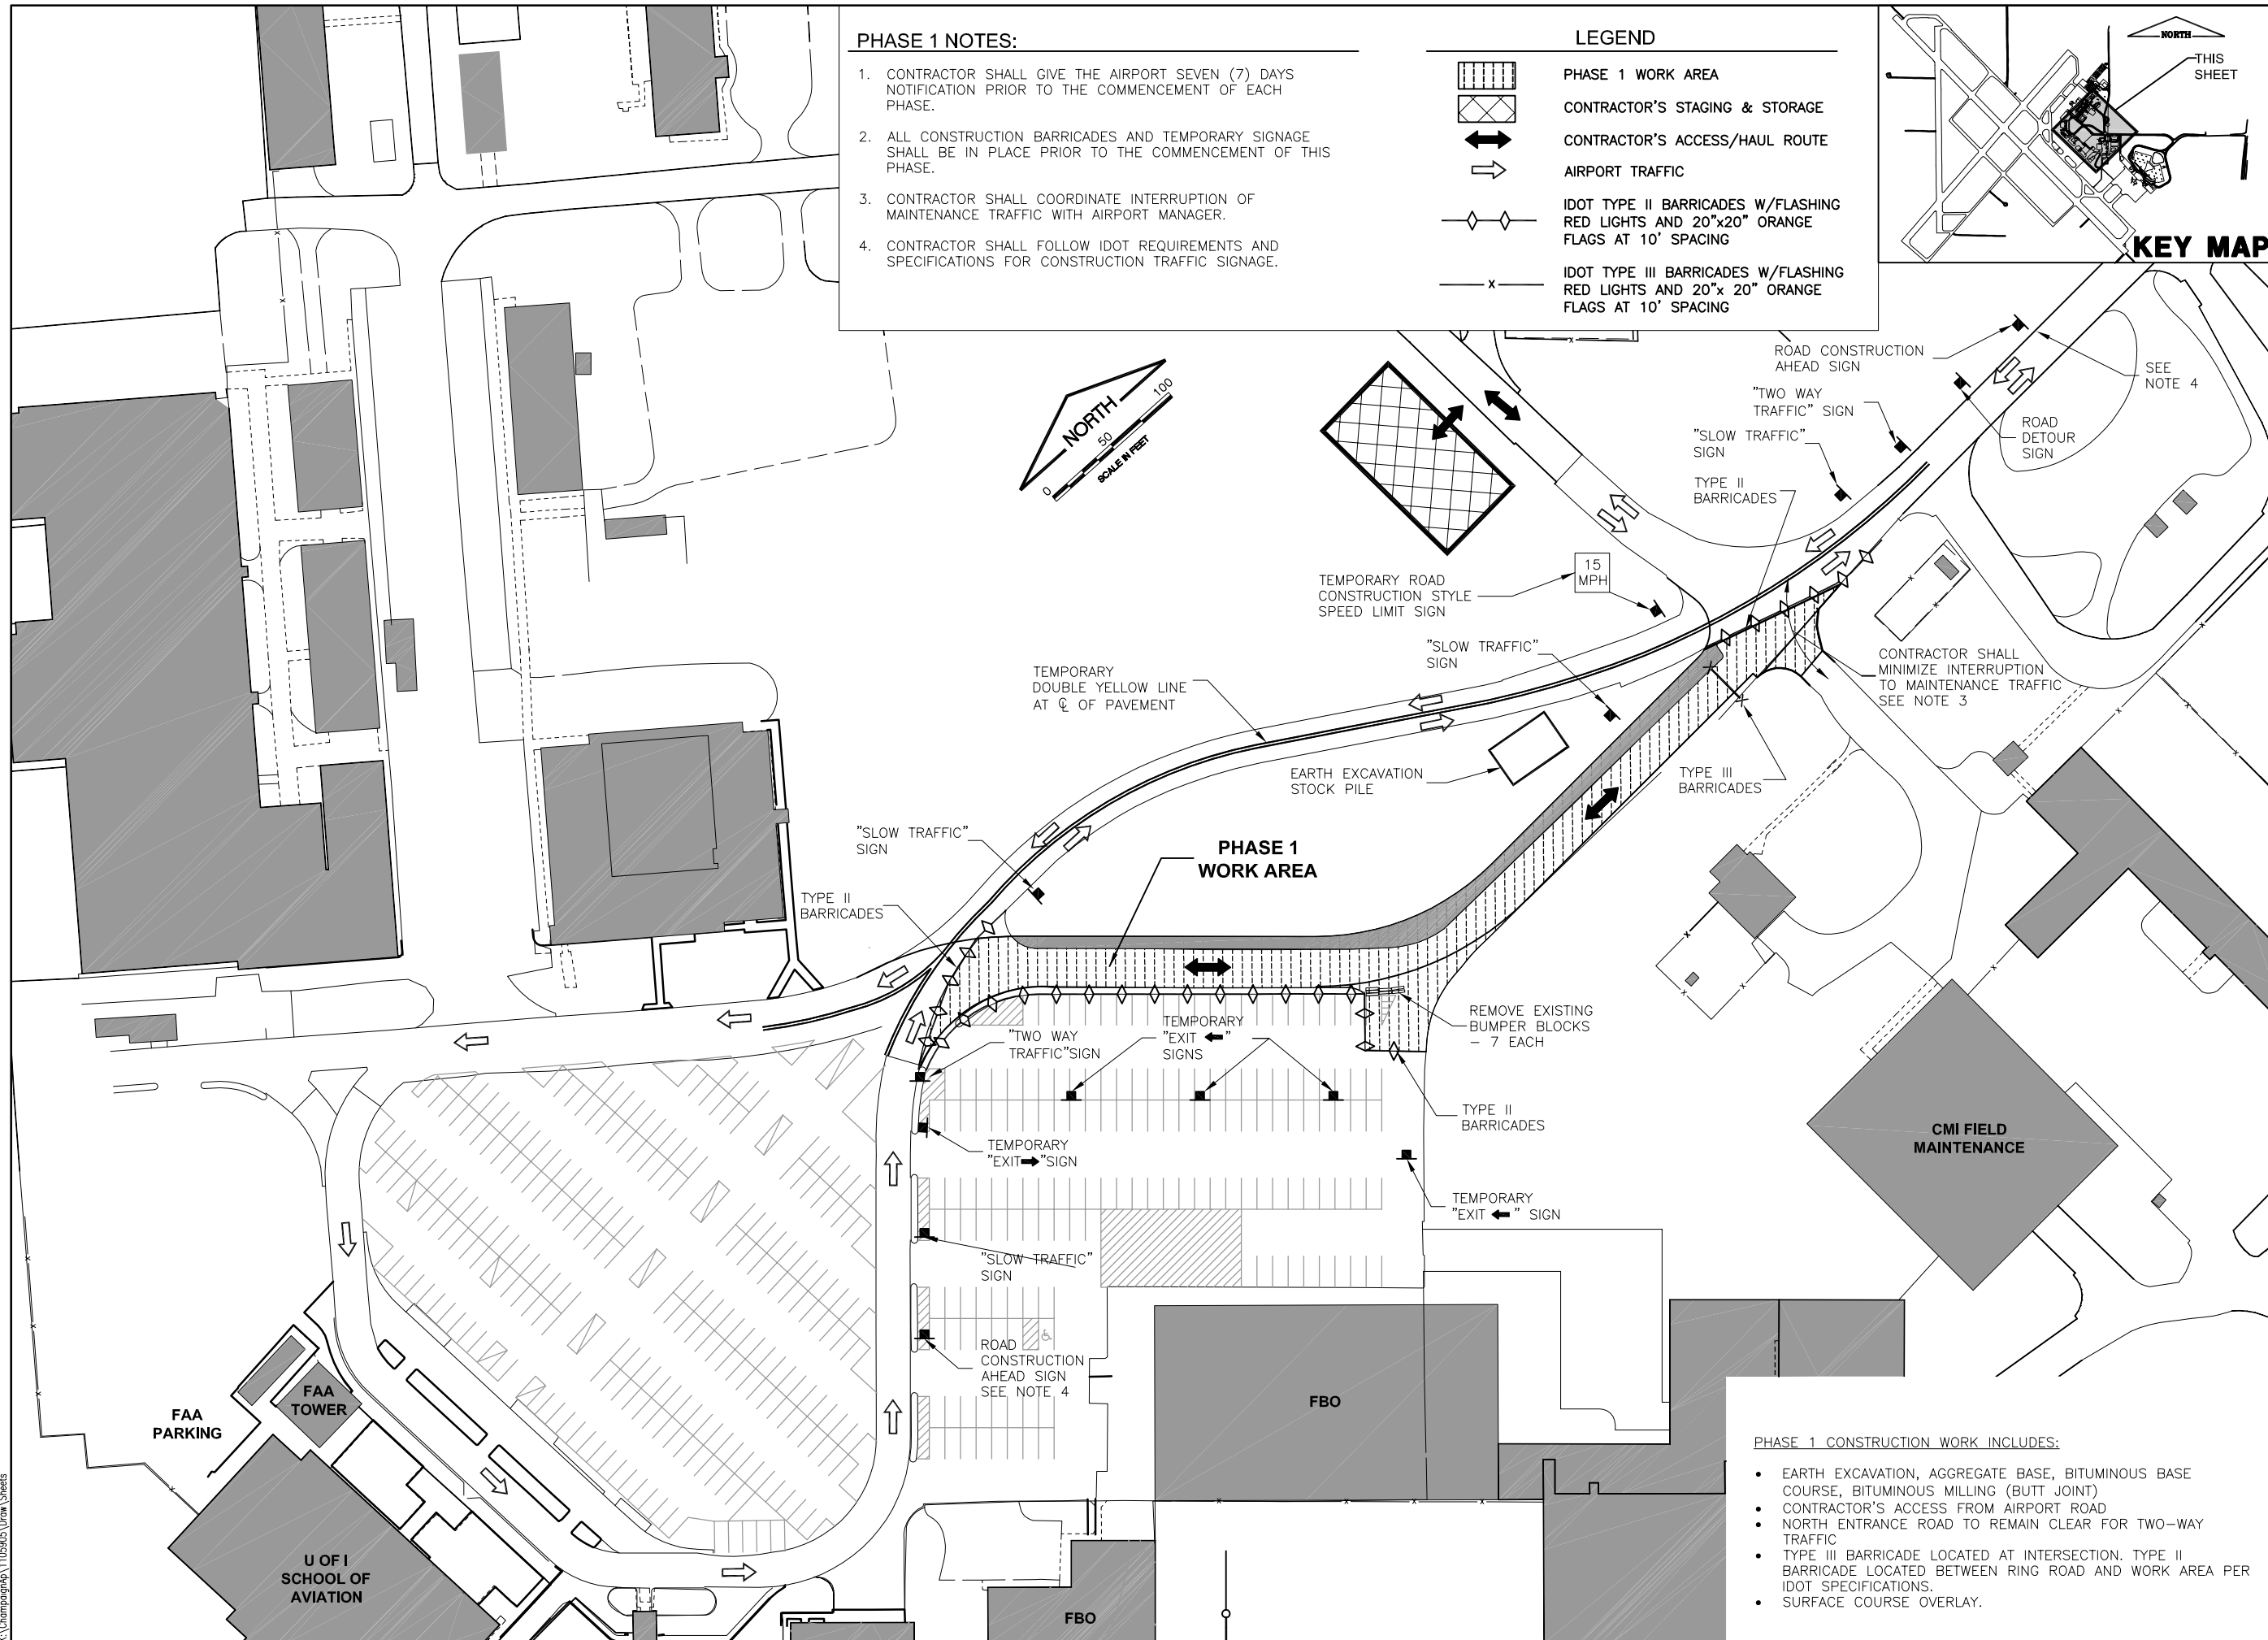 PHASE 1 NOTES:
1. CONTRACTOR SHALL GIVE THE AIRPORT SEVEN (7) DAYS
NOTIFICATION PRIOR TO THE COMMENCEMENT OF EACH
PHASE.
2. ALL CONSTRUCTION BARRICADES AND TEMPORARY SIGNAGE
SHALL BE IN PLACE PRIOR TO THE COMMENCEMENT OF THIS
PHASE.
3. CONTRACTOR SHALL COORDINATE INTERRUPTION OF
MAINTENANCE TRAFFIC WITH AIRPORT MANAGER.
4. CONTRACTOR SHALL FOLLOW IDOT REQUIREMENTS AND
SPECIFICATIONS FOR CONSTRUCTION TRAFFIC SIGNAGE.
LEGEND
PHASE 1 WORK AREA
CONTRACTOR'S STAGING & STORAGE
CONTRACTOR'S ACCESS/HAUL ROUTE
AIRPORT TRAFFIC
IDOT TYPE II BARRICADES W/FLASHING
RED LIGHTS AND 20"x20" ORANGE
FLAGS AT 10' SPACING
IDOT TYPE III BARRICADES W/FLASHING
RED LIGHTS AND 20"x 20" ORANGE
FLAGS AT 10' SPACING
NORTH
THIS
SHEET
KEY MAP
ROAD CONSTRUCTION
AHEAD SIGN
SEE
NOTE 4
"TWO WAY
TRAFFIC" SIGN
ROAD
DETOUR
SIGN
"SLOW TRAFFIC"
SIGN
TYPE II
BARRICADES
NORTH
0 50 100
SCALE IN FEET
15
MPH
TEMPORARY ROAD
CONSTRUCTION STYLE
SPEED LIMIT SIGN
"SLOW TRAFFIC"
SIGN
CONTRACTOR SHALL
MINIMIZE INTERRUPTION
TO MAINTENANCE TRAFFIC
SEE NOTE 3
TEMPORARY
DOUBLE YELLOW LINE
AT ℄ OF PAVEMENT
EARTH EXCAVATION
STOCK PILE
TYPE III
BARRICADES
"SLOW TRAFFIC"
SIGN
PHASE 1
WORK AREA
TYPE II
BARRICADES
REMOVE EXISTING
BUMPER BLOCKS
- 7 EACH
"TWO WAY
TRAFFIC"SIGN
TEMPORARY
"EXIT ←"
SIGNS
TYPE II
BARRICADES
TEMPORARY
"EXIT→"SIGN
CMI FIELD
MAINTENANCE
TEMPORARY
"EXIT ← " SIGN
"SLOW TRAFFIC"
SIGN
ROAD
CONSTRUCTION
AHEAD SIGN
SEE NOTE 4
FAA
TOWER
FAA
PARKING
FBO
U OF I
SCHOOL OF
AVIATION
FBO
PHASE 1 CONSTRUCTION WORK INCLUDES:
• EARTH EXCAVATION, AGGREGATE BASE, BITUMINOUS BASE
COURSE, BITUMINOUS MILLING (BUTT JOINT)
• CONTRACTOR'S ACCESS FROM AIRPORT ROAD
• NORTH ENTRANCE ROAD TO REMAIN CLEAR FOR TWO-WAY
TRAFFIC
• TYPE III BARRICADE LOCATED AT INTERSECTION. TYPE II
BARRICADE LOCATED BETWEEN RING ROAD AND WORK AREA PER
IDOT SPECIFICATIONS.
• SURFACE COURSE OVERLAY.